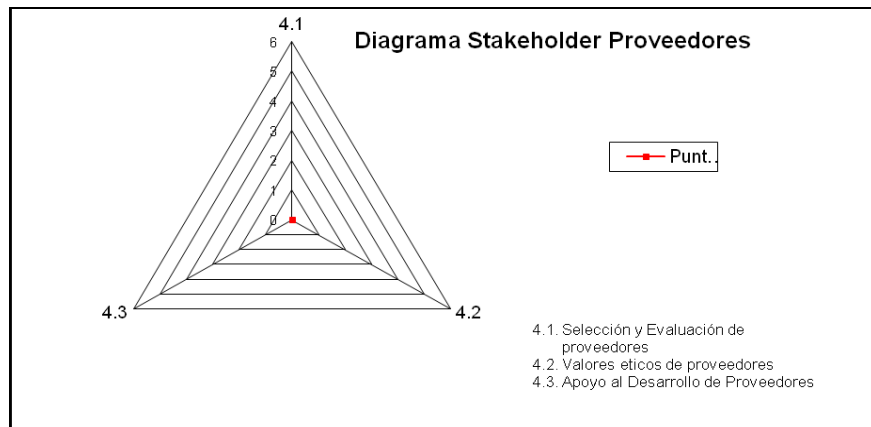 4.1
Diagrama Stakeholder Proveedores
6
5
4
3
2
1
0
Punt..
4.3
4.2
4.1. Selección y Evaluación de
proveedores
4.2. Valores eticos de proveedores
4.3. Apoyo al Desarrollo de Proveedores